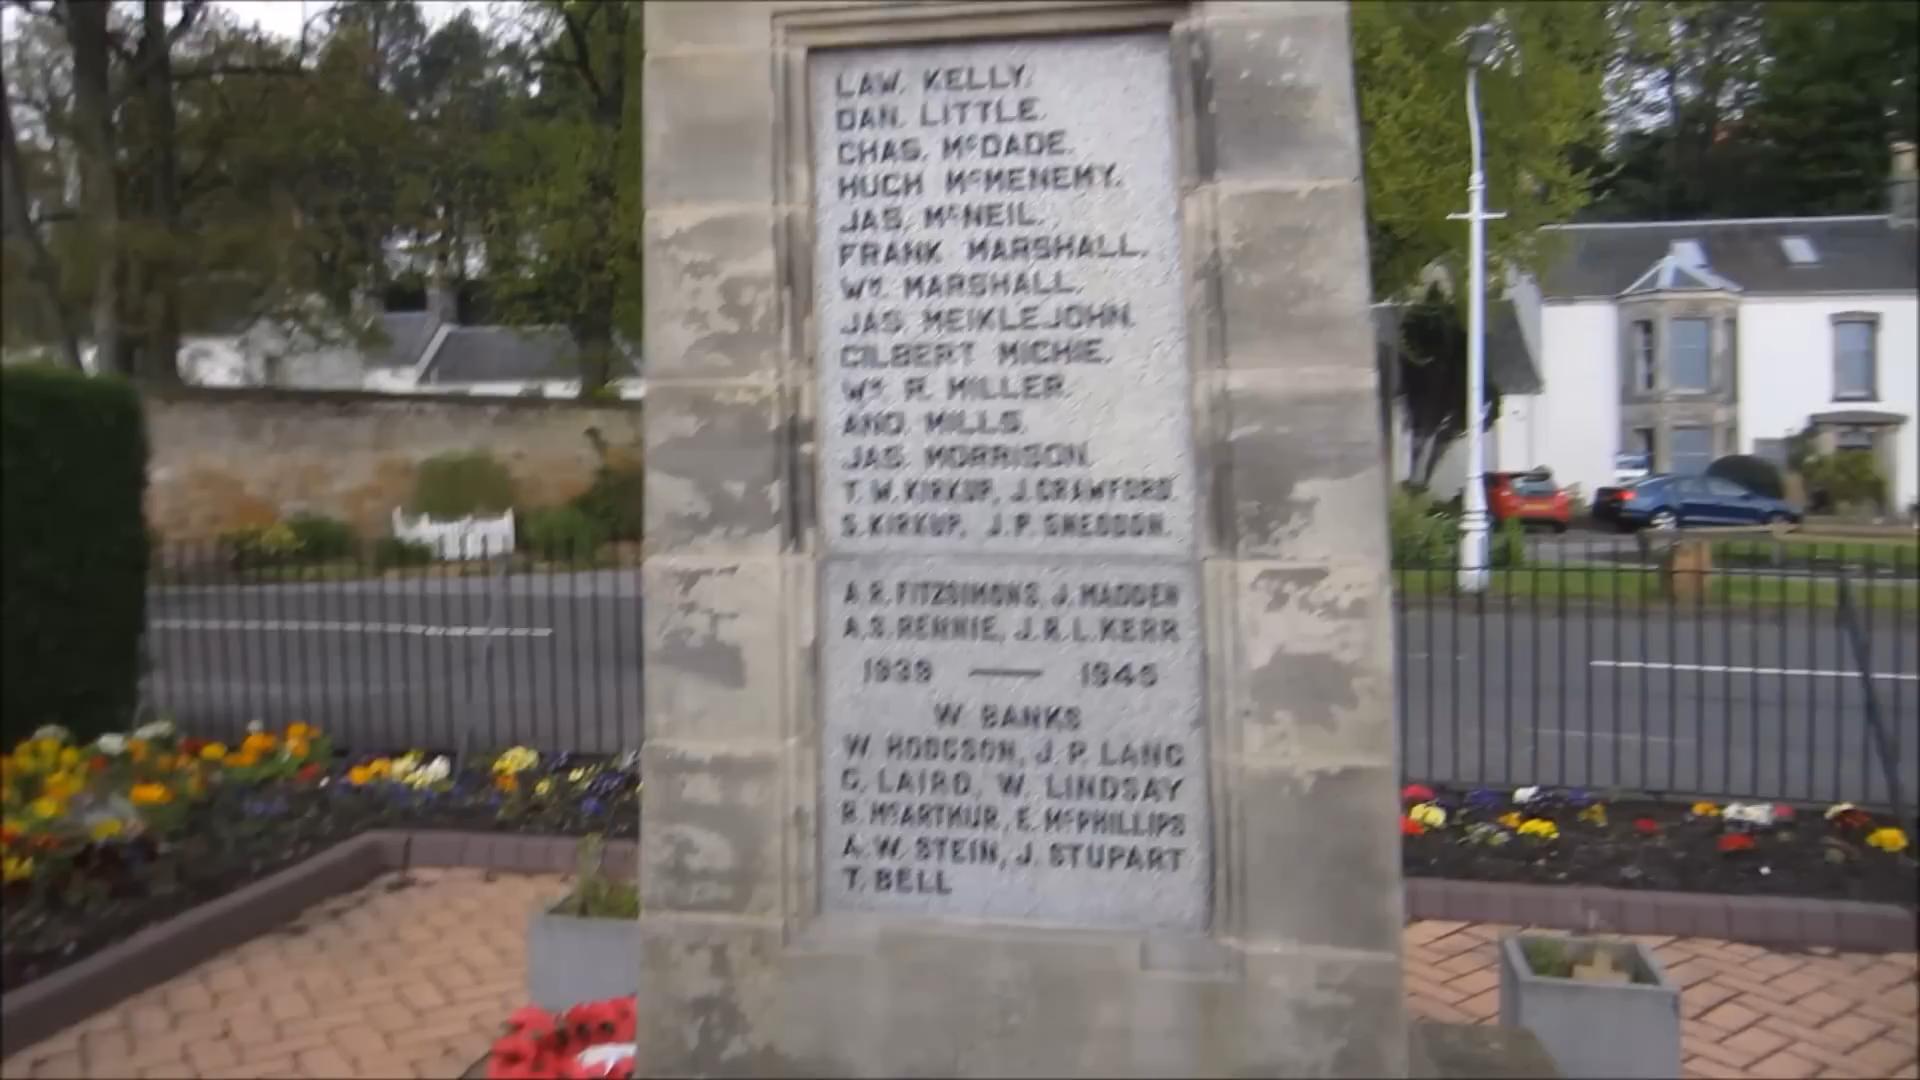 LAW. KELLY.
DAN. LITTLE.
CHAS. McDADE.
HUGH McMENEMY.
JAS. McNEIL.
FRANK MARSHALL.
Wm. MARSHALL.
JAS. MEIKLEJOHN.
GILBERT MICHIE.
Wm. R. MILLER.
AND. MILLS.
JAS. MORRISON.
T. W. KIRKUP, J. CRAWFORD.
S. KIRKUP, J. P. SNEDDON.
A. R. FITZSIMONS, J. MADDEN
A. S. RENNIE, J. R. L. KERR
1939 — 1945
W. BANKS
W. HODGSON, J. P. LANG
G. LAIRD, W. LINDSAY
R. McARTHUR, E. McPHILLIPS
A. W. STEIN, J. STUPART
T. BELL